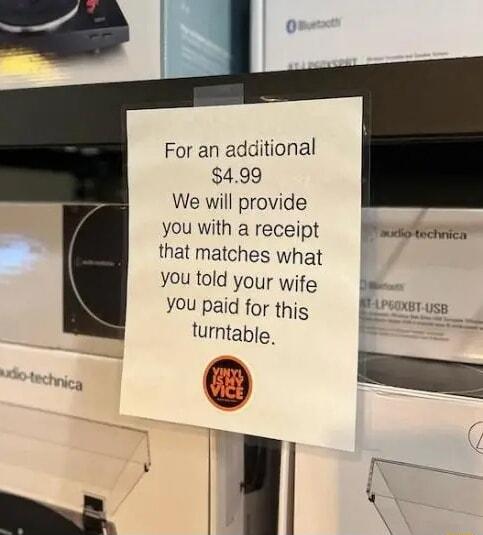 Bluetooth
For an additional
$4.99
We will provide
you with a receipt
that matches what
you told your wife
you paid for this
turntable.
VINYL
IS MY
VICE
audio-technica
AT-LP60XBT-USB
audio-technica